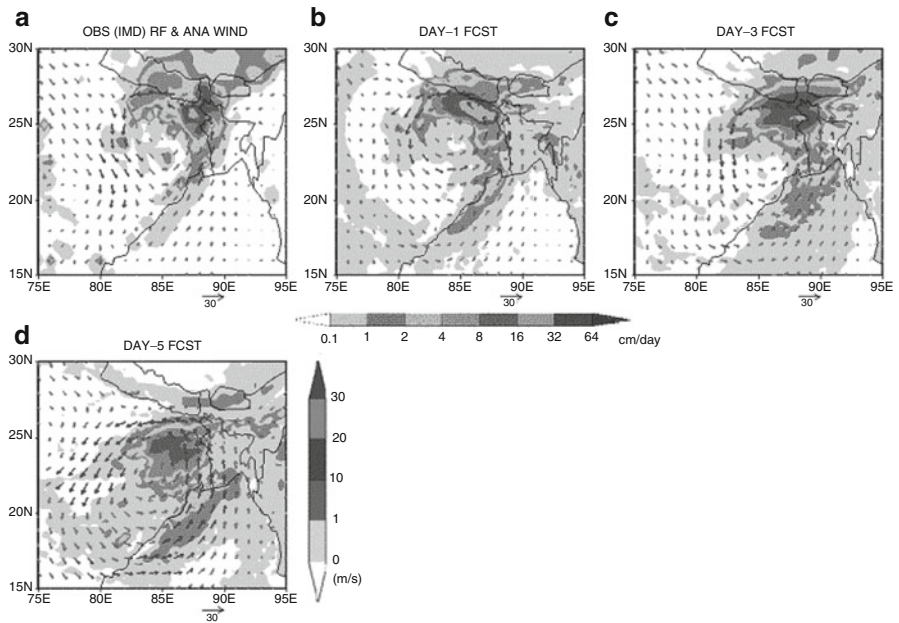 a
OBS (IMD) RF & ANA WIND
b
DAY–1 FCST
c
DAY–3 FCST
30N
25N
20N
15N
75E 80E 85E 90E 95E
30
30N
25N
20N
15N
75E 80E 85E 90E 95E
30
30N
25N
20N
15N
75E 80E 85E 90E 95E
30
0.1 1 2 4 8 16 32 64 cm/day
d
DAY–5 FCST
30N
25N
20N
15N
75E 80E 85E 90E 95E
30
30
20
10
1
0
(m/s)